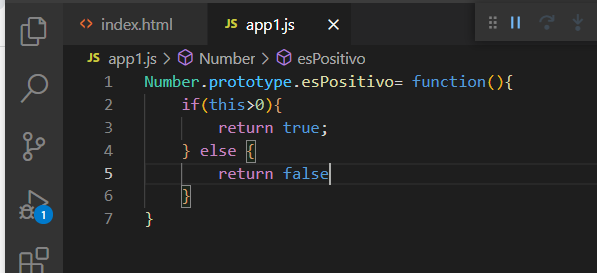 <> index.html JS app1.js
JS app1.js > Number > esPositivo
1 Number.prototype.esPositivo= function(){
2 if(this>0){
3 return true;
4 } else {
5 return false
6 }
7 }
1